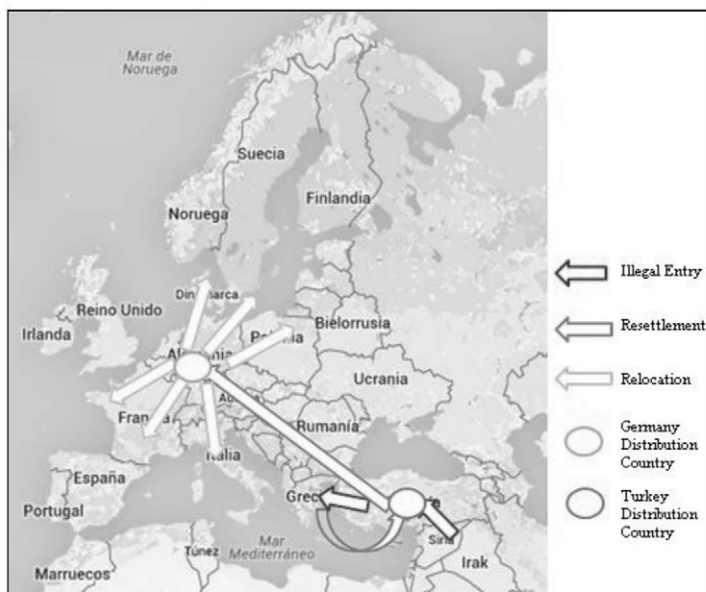 Mar de
Noruega
Suecia
Finlandia
Noruega
Reino Unido
Irlanda
Bielorrusia
Ucrania
Rumanía
Italia
España
Portugal
Mar
Mediterráneo
Túnez
Marruecos
Irak
Illegal Entry
Resettlement
Relocation
Germany
Distribution
Country
Turkey
Distribution
Country